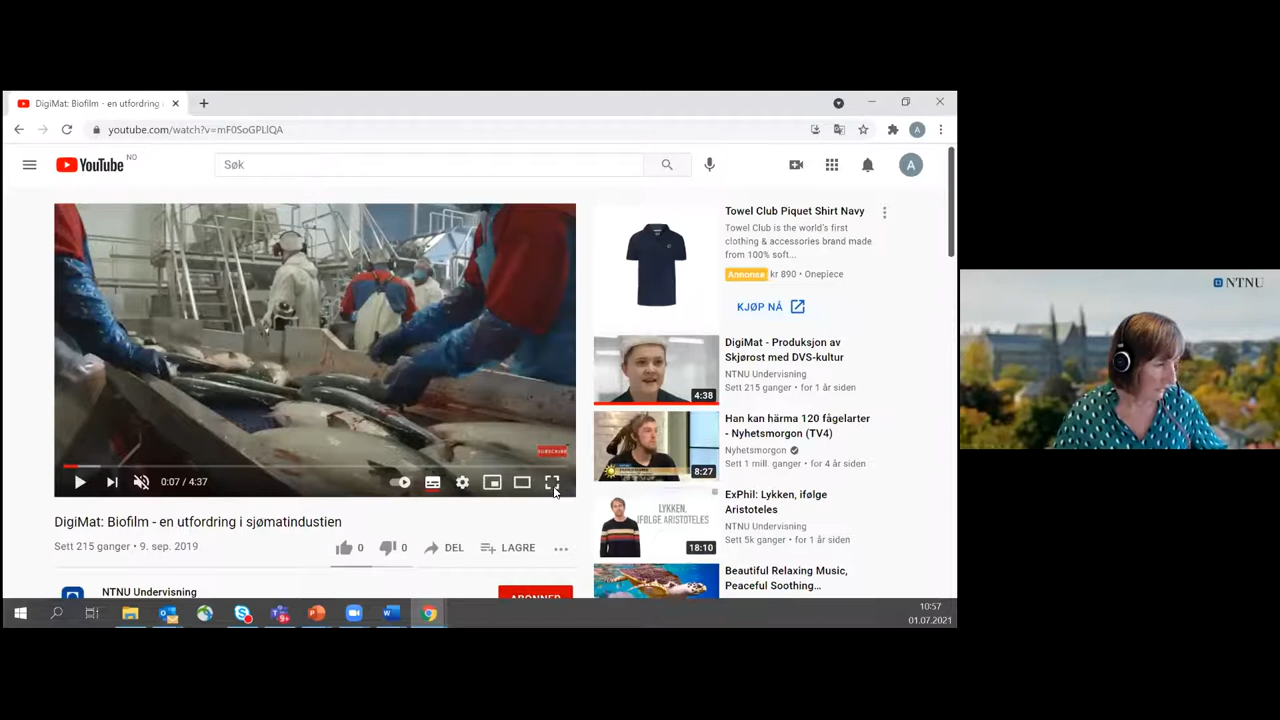 DigiMat: Biofilm - en utfordring i
youtube.com/watch?v=mF0SoGPLlQA
YouTube NO
Søk
A
SUBSCRIBE
0:07 / 4:37
DigiMat: Biofilm - en utfordring i sjømatindustien
Sett 215 ganger • 9. sep. 2019
0
0
DEL
LAGRE
NTNU Undervisning
ABONNER
Towel Club Piquet Shirt Navy
Towel Club is the world's first
clothing & accessories brand made
from 100% soft...
Annonse kr 890 • Onepiece
KJØP NÅ
4:38
DigiMat - Produksjon av
Skjørost med DVS-kultur
NTNU Undervisning
Sett 215 ganger • for 1 år siden
8:27
Han kan härma 120 fågelarter
- Nyhetsmorgon (TV4)
Nyhetsmorgon
Sett 1 mill. ganger • for 4 år siden
LYKKEN,
IFØLGE ARISTOTELES
18:10
ExPhil: Lykken, ifølge
Aristoteles
NTNU Undervisning
Sett 5k ganger • for 1 år siden
Beautiful Relaxing Music,
Peaceful Soothing...
9+
10:57
01.07.2021
NTNU